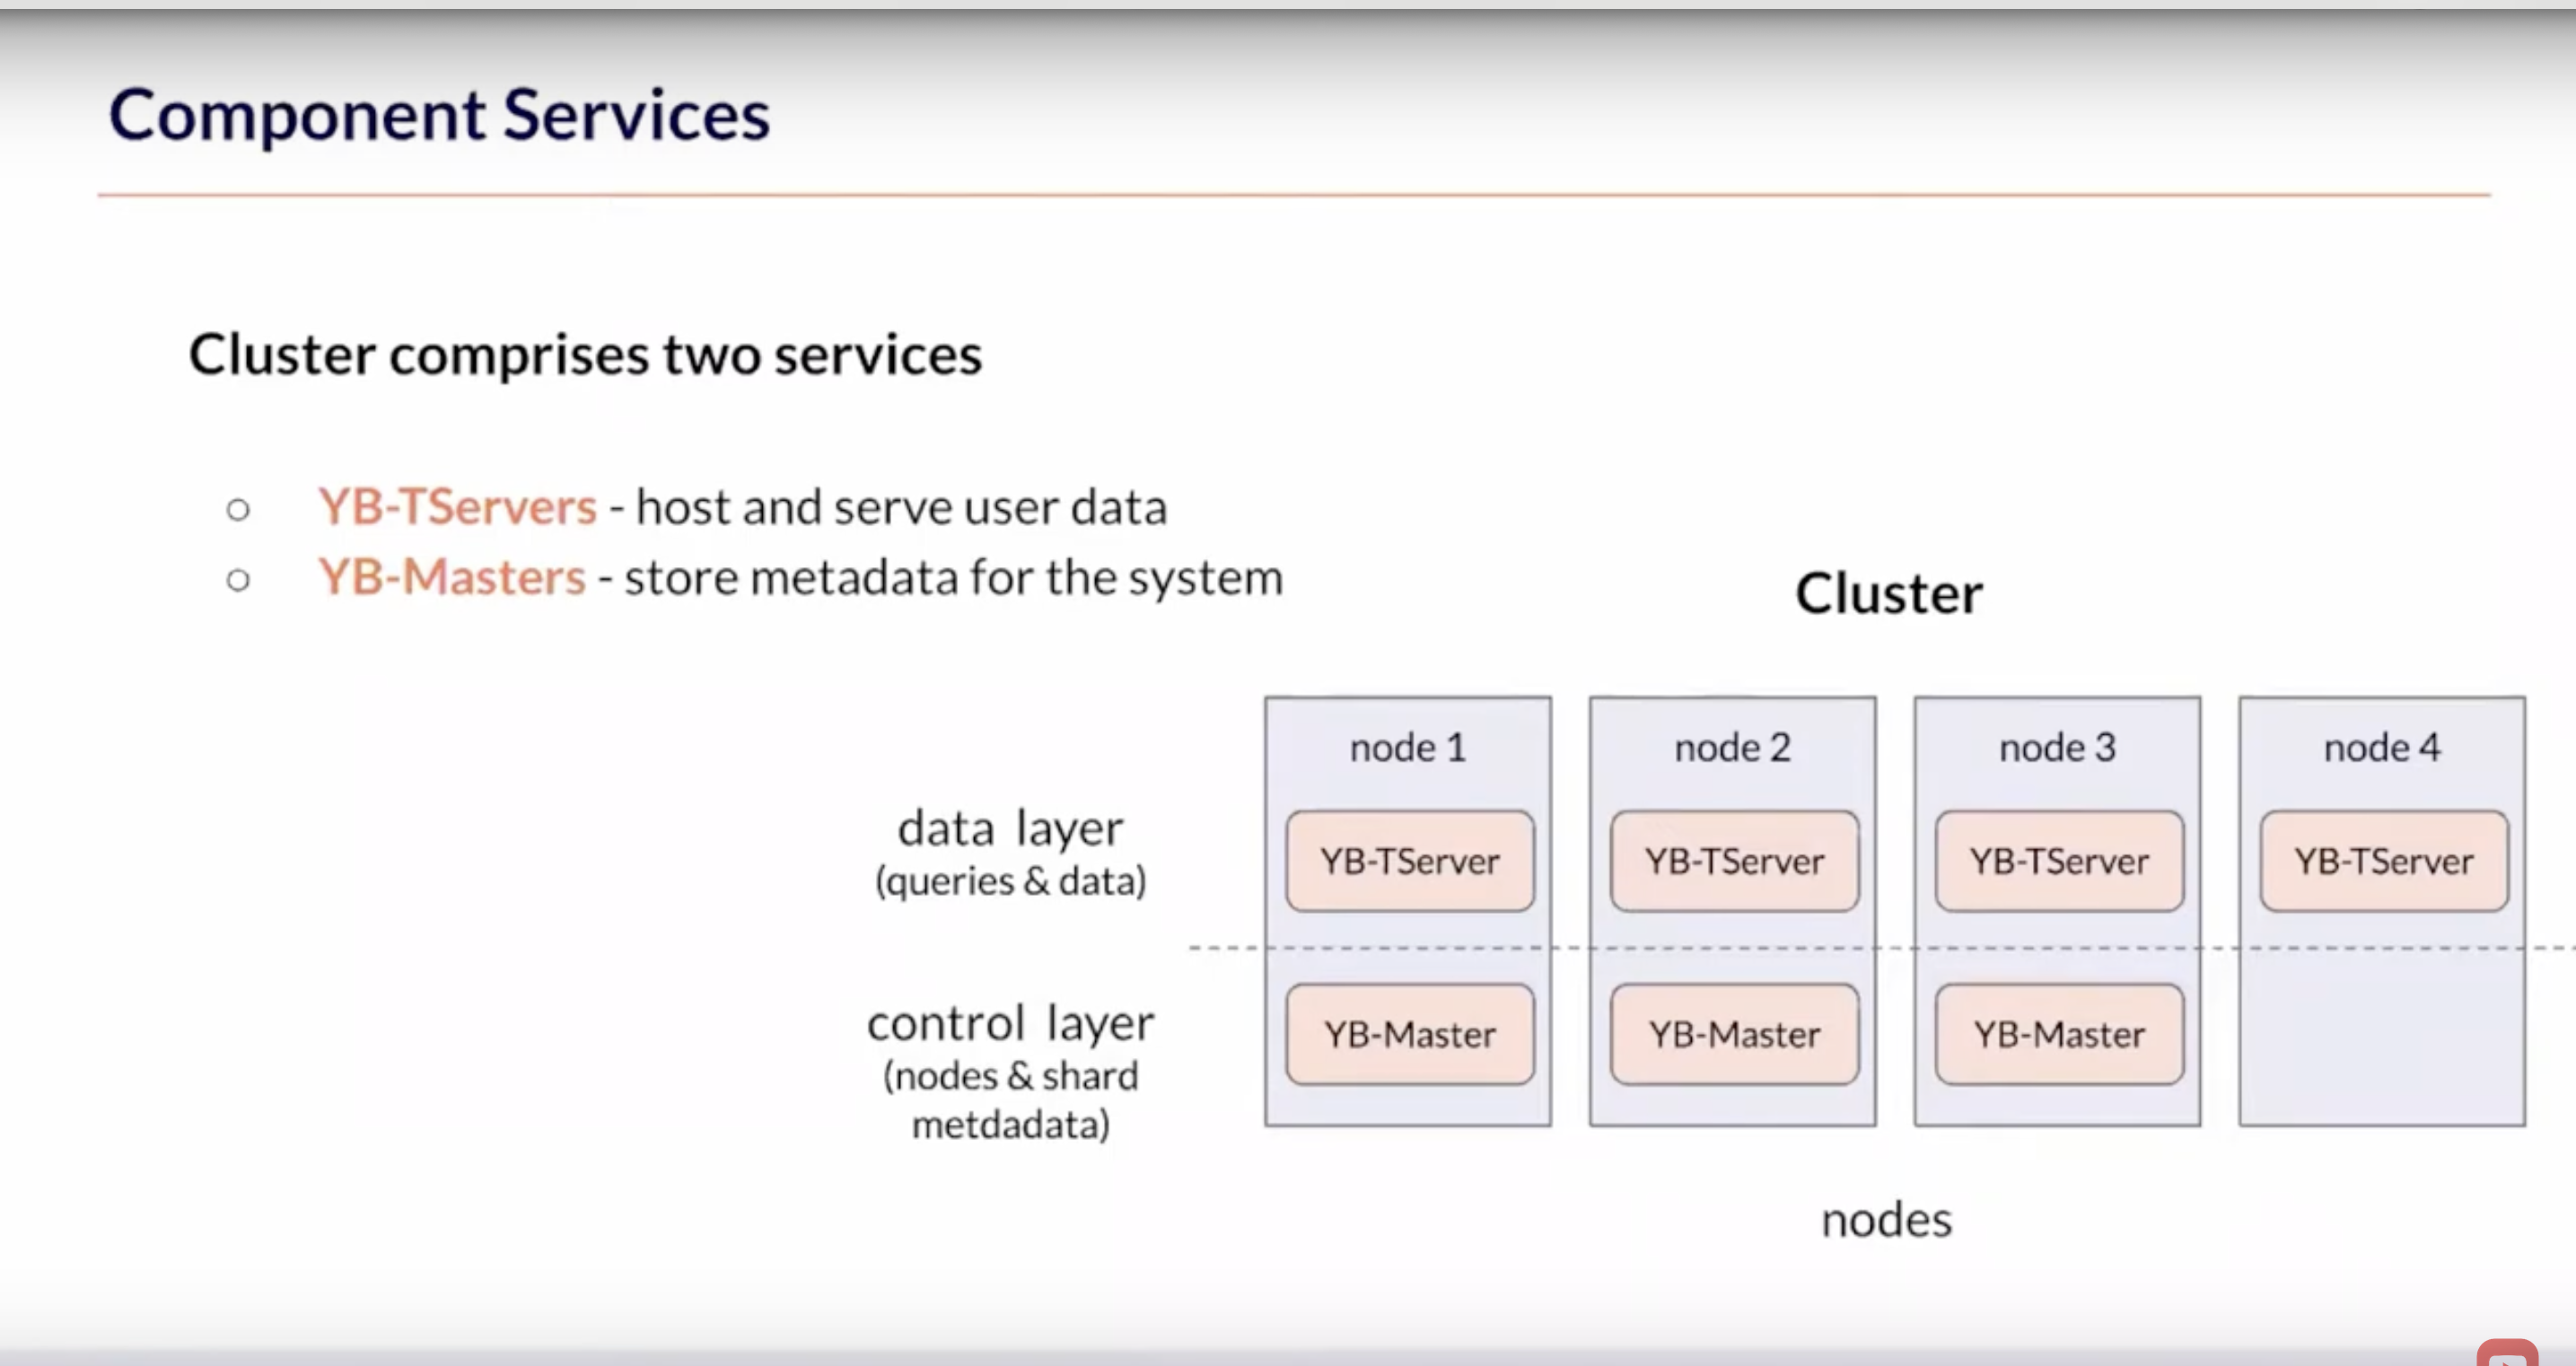 Component Services
Cluster comprises two services
YB-TServers - host and serve user data
YB-Masters - store metadata for the system
Cluster
node 1
node 2
node 3
node 4
data layer
(queries & data)
YB-TServer
YB-TServer
YB-TServer
YB-TServer
control layer
(nodes & shard
metdadata)
YB-Master
YB-Master
YB-Master
nodes